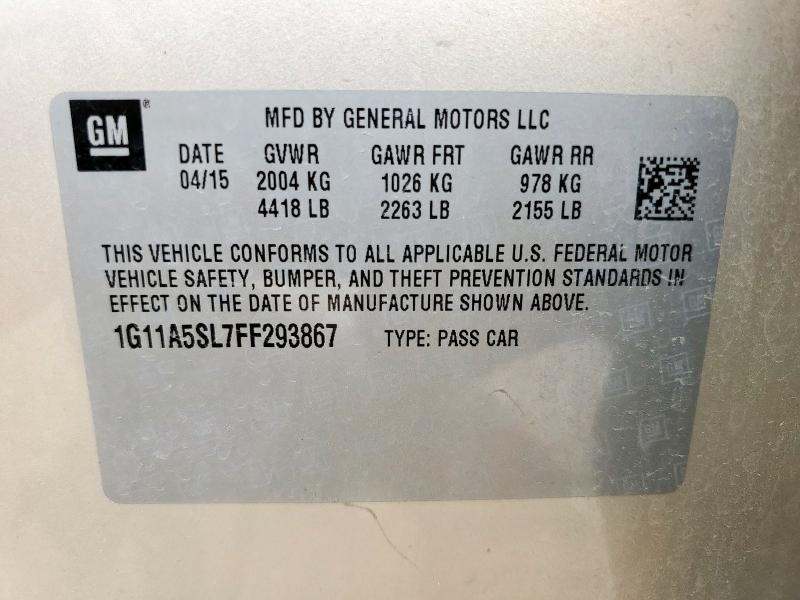 GM®
MFD BY GENERAL MOTORS LLC
DATE GVWR GAWR FRT GAWR RR
04/15 2004 KG 1026 KG 978 KG
4418 LB 2263 LB 2155 LB
THIS VEHICLE CONFORMS TO ALL APPLICABLE U.S. FEDERAL MOTOR
VEHICLE SAFETY, BUMPER, AND THEFT PREVENTION STANDARDS IN
EFFECT ON THE DATE OF MANUFACTURE SHOWN ABOVE.
1G11A5SL7FF293867 TYPE: PASS CAR